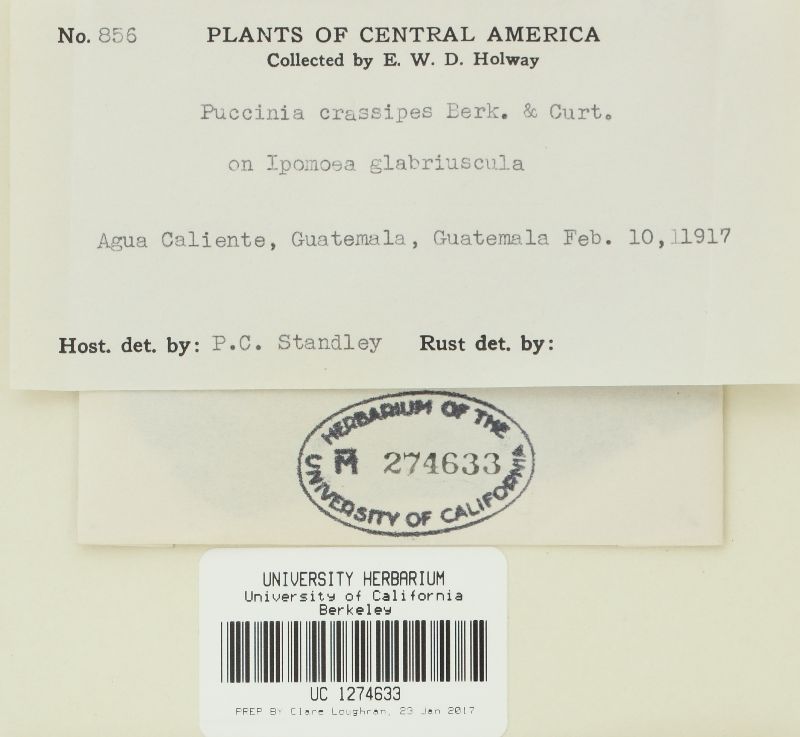 No. 856 PLANTS OF CENTRAL AMERICA
Collected by E. W. D. Holway
Puccinia crassipes Berk. & Curt.
on Ipomoea glabriuscula
Agua Caliente, Guatemala, Guatemala Feb. 10, 1917
Host. det. by: P.C. Standley Rust det. by:
HERBARIUM OF THE
M 274633
UNIVERSITY OF CALIFORNIA
UNIVERSITY HERBARIUM
University of California
Berkeley
UC 1274633
PREP BY Clare Loughran, 23 Jan 2017